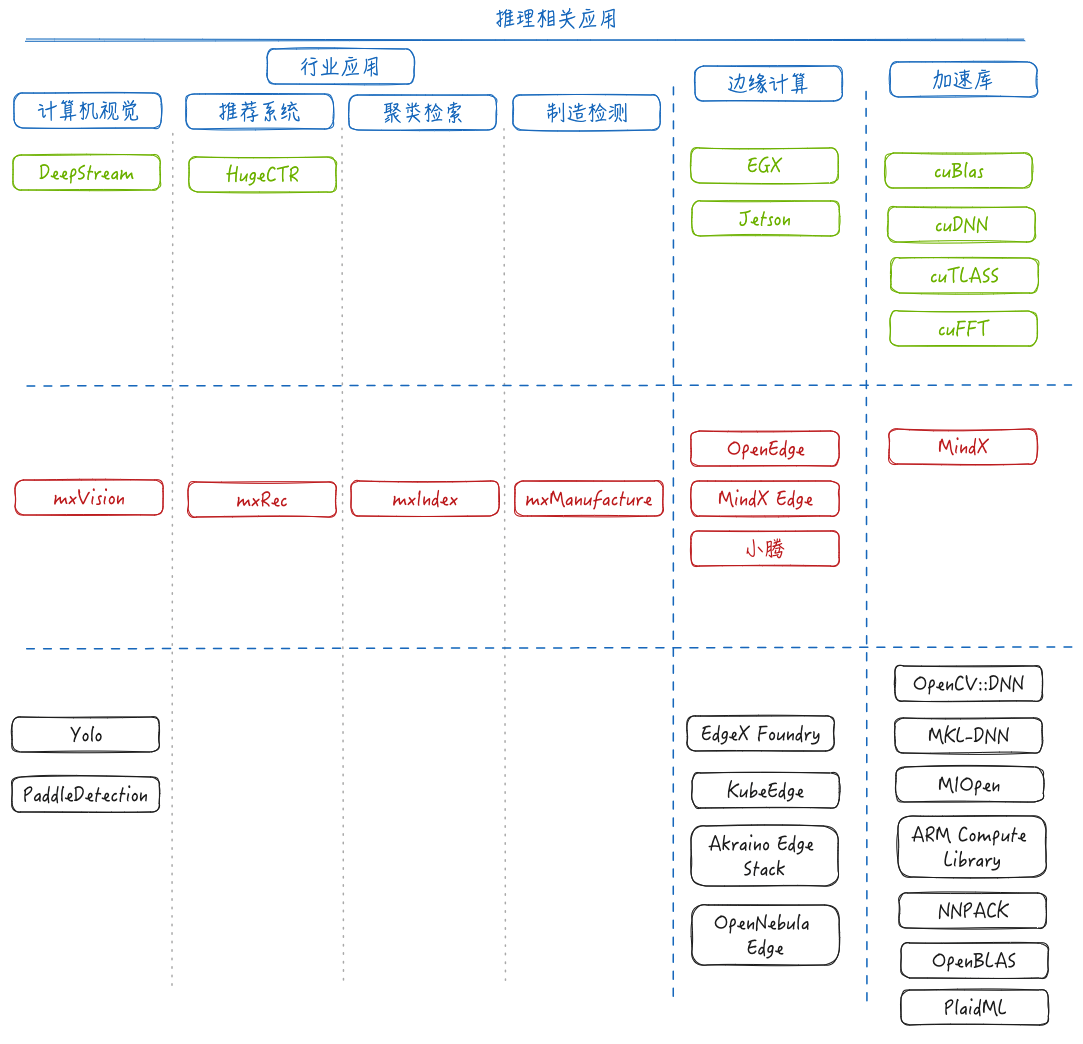 推理相关应用
行业应用
边缘计算
加速库
计算机视觉
推荐系统
聚类检索
制造检测
DeepStream
HugeCTR
EGX
Jetson
cuBlas
cuDNN
cuTLASS
cuFFT
mxVision
mxRec
mxIndex
mxManufacture
OpenEdge
MindX Edge
小腾
MindX
Yolo
PaddleDetection
EdgeX Foundry
KubeEdge
Akraino Edge
Stack
OpenNebula
Edge
OpenCV::DNN
MKL-DNN
MIOpen
ARM Compute
Library
NNPACK
OpenBLAS
PlaidML